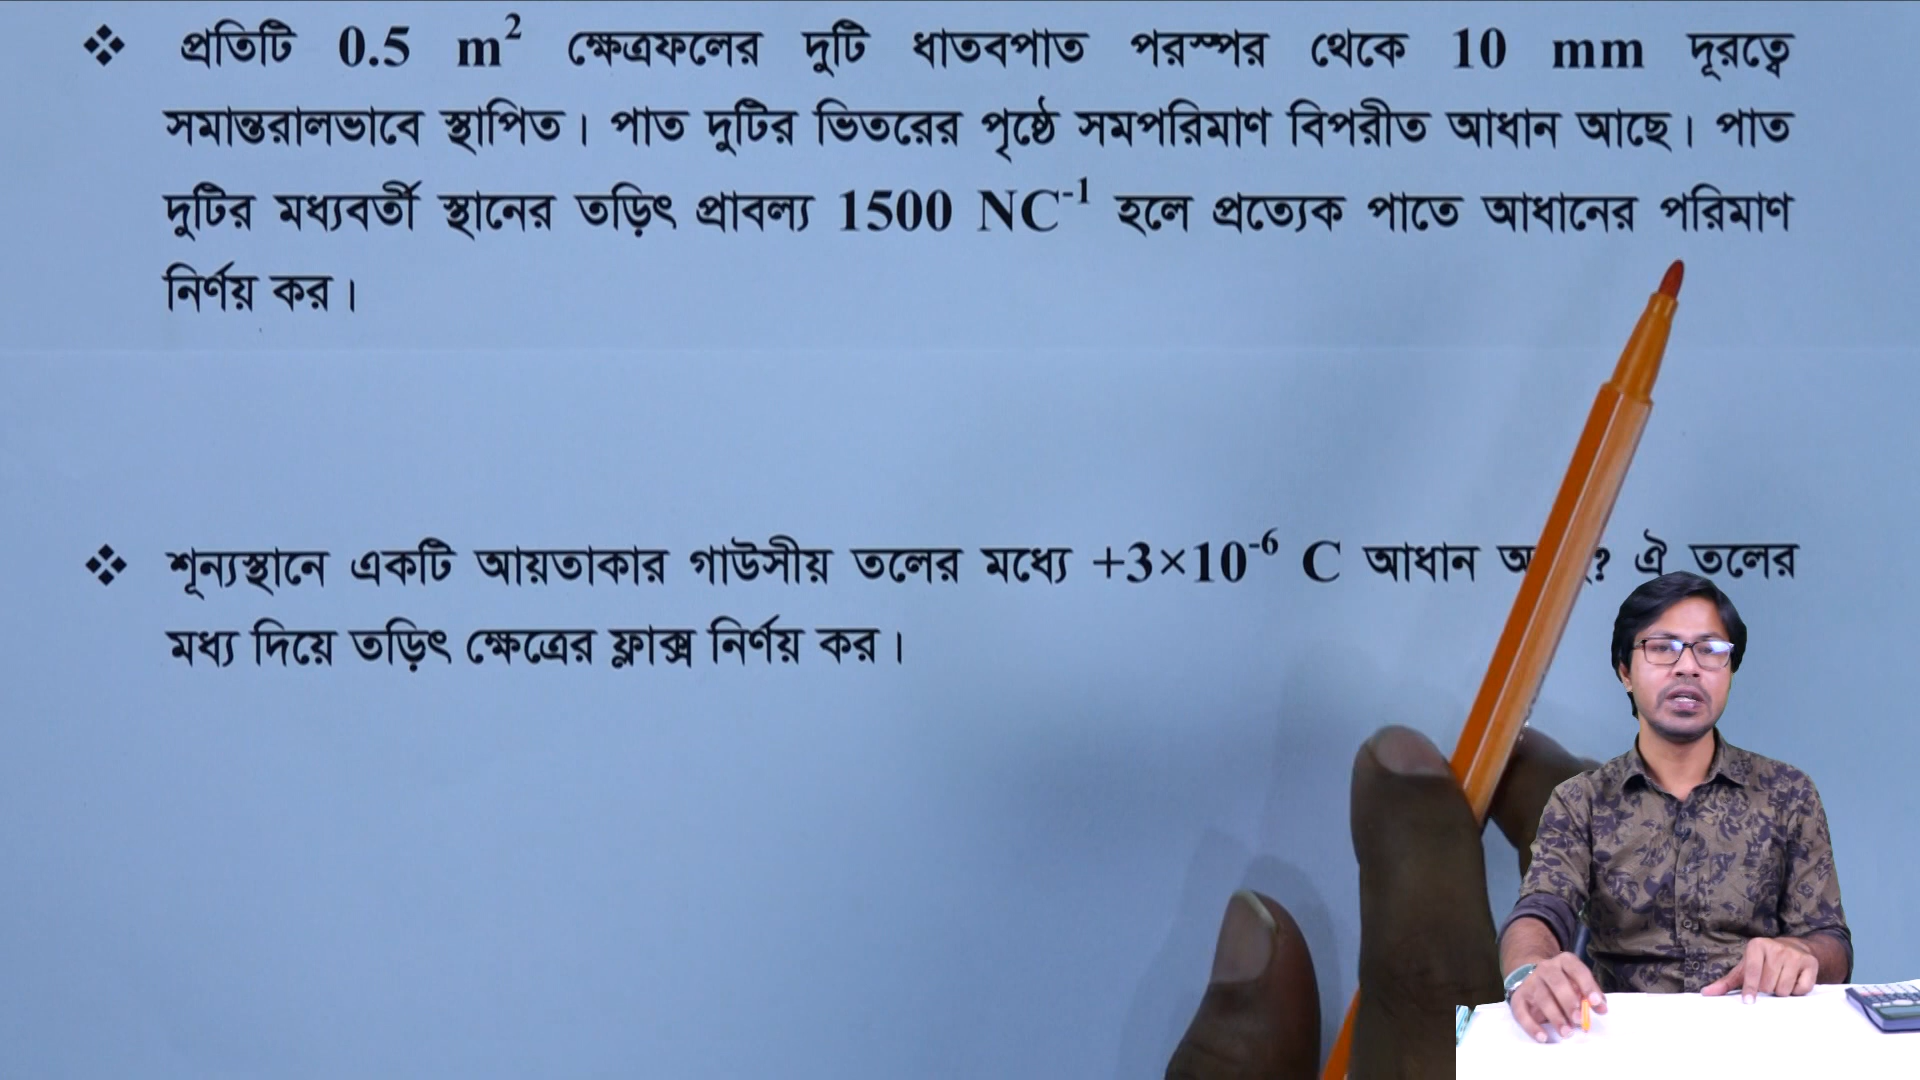 ❖ প্রতিটি 0.5 m² ক্ষেত্রফলের দুটি ধাতবপাত পরস্পর থেকে 10 mm দূরত্বে
সমান্তরালভাবে স্থাপিত। পাত দুটির ভিতরের পৃষ্ঠে সমপরিমাণ বিপরীত আধান আছে। পাত
দুটির মধ্যবর্তী স্থানের তড়িৎ প্রাবল্য 1500 NC⁻¹ হলে প্রত্যেক পাতে আধানের পরিমাণ
নির্ণয় কর।
❖ শূন্যস্থানে একটি আয়তাকার গাউসীয় তলের মধ্যে +3×10⁻⁶ C আধান ? ঐ তলের
মধ্য দিয়ে তড়িৎ ক্ষেত্রের ফ্লাক্স নির্ণয় কর।